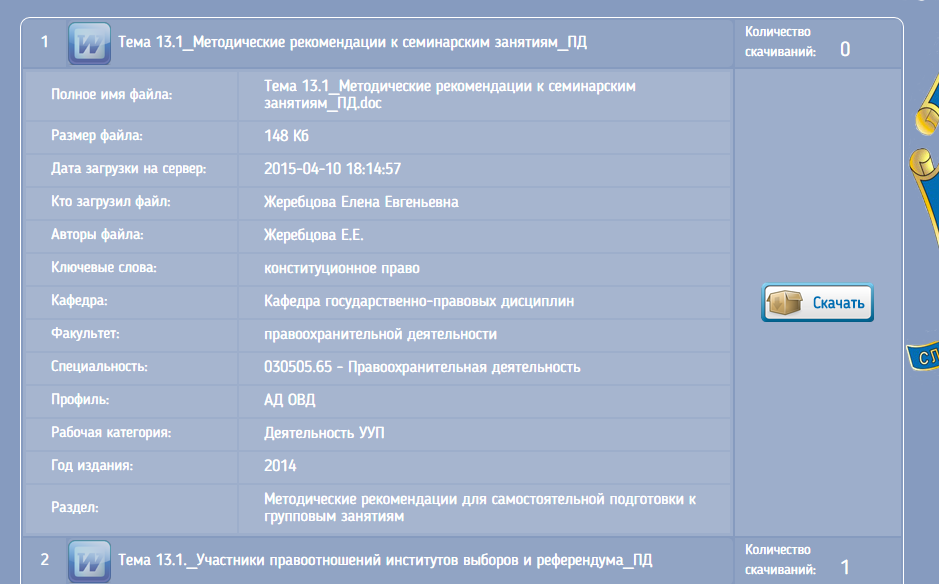 1
Тема 13.1_Методические рекомендации к семинарским занятиям_ПД
Количество
скачиваний: 0
Полное имя файла:
Тема 13.1_Методические рекомендации к семинарским
занятиям_ПД.doc
Размер файла: 148 Кб
Дата загрузки на сервер: 2015-04-10 18:14:57
Кто загрузил файл: Жеребцова Елена Евгеньевна
Авторы файла: Жеребцова Е.Е.
Ключевые слова: конституционное право
Кафедра: Кафедра государственно-правовых дисциплин
Скачать
Факультет: правоохранительной деятельности
Специальность: 030505.65 - Правоохранительная деятельность
Профиль: АД ОВД
Рабочая категория: Деятельность УУП
Год издания: 2014
Раздел:
Методические рекомендации для самостоятельной подготовки к
групповым занятиям
2
Тема 13.1._Участники правоотношений институтов выборов и референдума_ПД
Количество
скачиваний: 1